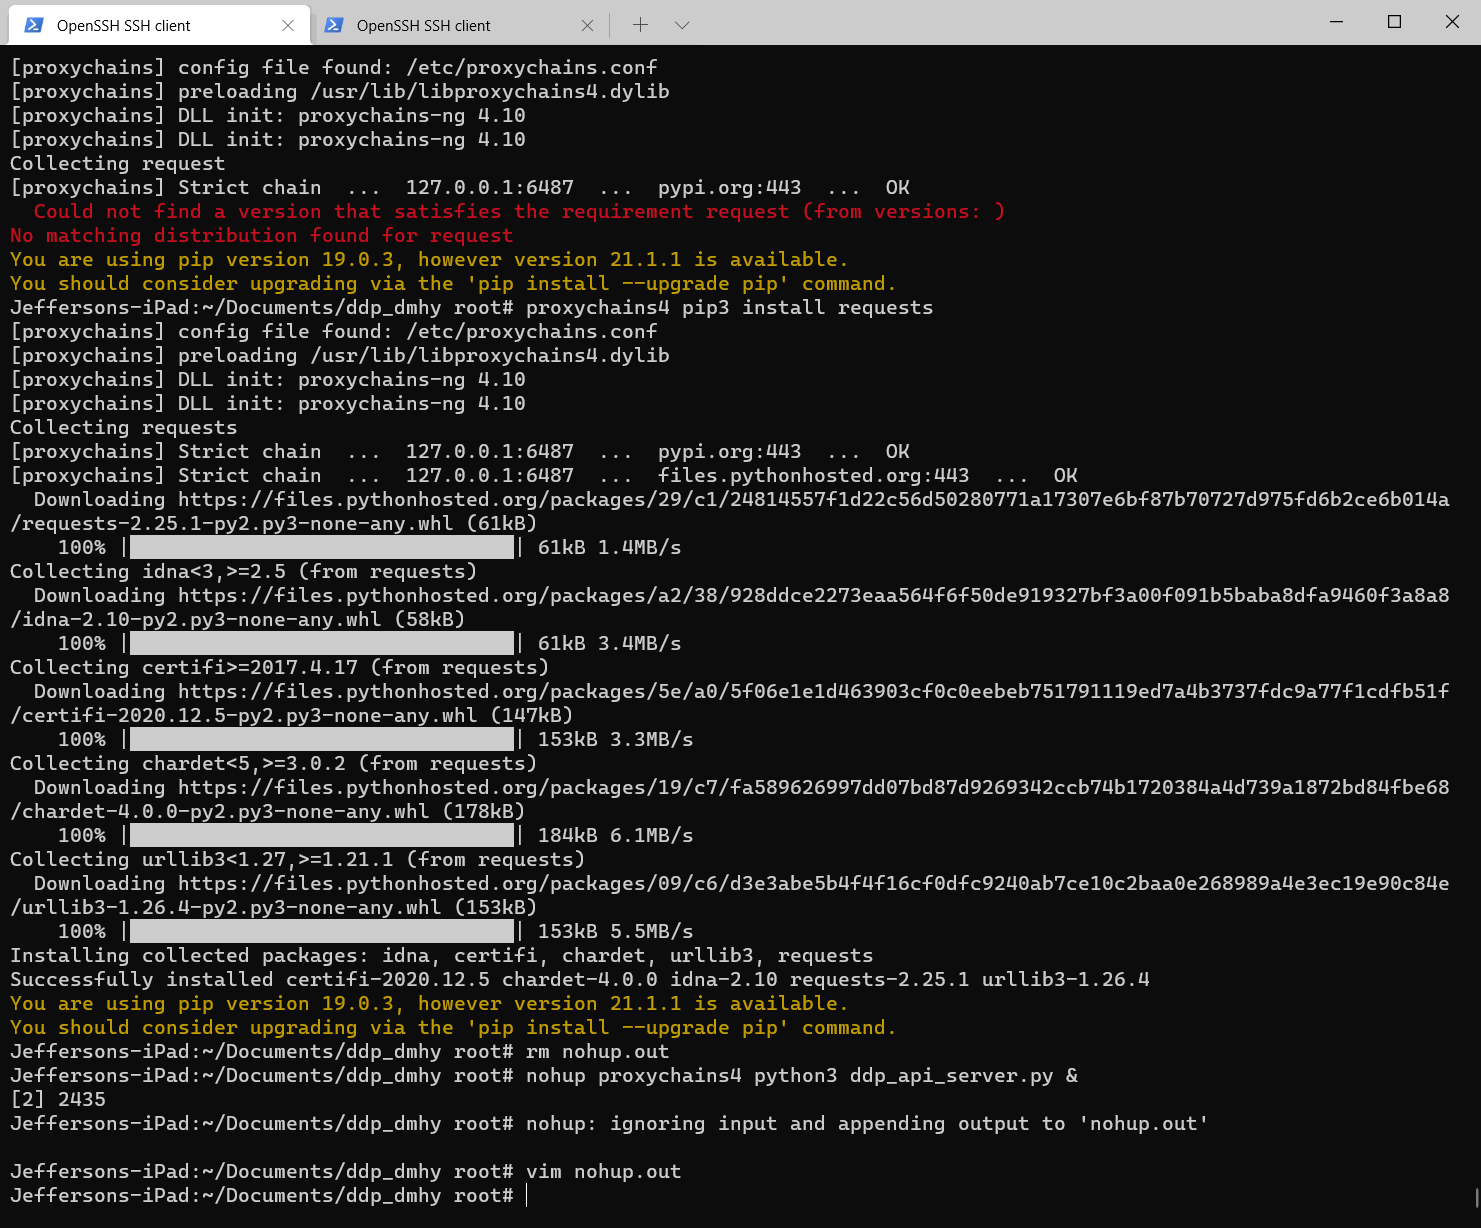 OpenSSH SSH client
OpenSSH SSH client
[proxychains] config file found: /etc/proxychains.conf
[proxychains] preloading /usr/lib/libproxychains4.dylib
[proxychains] DLL init: proxychains-ng 4.10
[proxychains] DLL init: proxychains-ng 4.10
Collecting request
[proxychains] Strict chain  ...  127.0.0.1:6487  ...  pypi.org:443  ...  OK
  Could not find a version that satisfies the requirement request (from versions: )
No matching distribution found for request
You are using pip version 19.0.3, however version 21.1.1 is available.
You should consider upgrading via the 'pip install --upgrade pip' command.
Jeffersons-iPad:~/Documents/ddp_dmhy root# proxychains4 pip3 install requests
[proxychains] config file found: /etc/proxychains.conf
[proxychains] preloading /usr/lib/libproxychains4.dylib
[proxychains] DLL init: proxychains-ng 4.10
[proxychains] DLL init: proxychains-ng 4.10
Collecting requests
[proxychains] Strict chain  ...  127.0.0.1:6487  ...  pypi.org:443  ...  OK
[proxychains] Strict chain  ...  127.0.0.1:6487  ...  files.pythonhosted.org:443  ...  OK
  Downloading https://files.pythonhosted.org/packages/29/c1/24814557f1d22c56d50280771a17307e6bf87b70727d975fd6b2ce6b014a
/requests-2.25.1-py2.py3-none-any.whl (61kB)
    100% |████████████████████████████████| 61kB 1.4MB/s
Collecting idna<3,>=2.5 (from requests)
  Downloading https://files.pythonhosted.org/packages/a2/38/928ddce2273eaa564f6f50de919327bf3a00f091b5baba8dfa9460f3a8a8
/idna-2.10-py2.py3-none-any.whl (58kB)
    100% |████████████████████████████████| 61kB 3.4MB/s
Collecting certifi>=2017.4.17 (from requests)
  Downloading https://files.pythonhosted.org/packages/5e/a0/5f06e1e1d463903cf0c0eebeb751791119ed7a4b3737fdc9a77f1cdfb51f
/certifi-2020.12.5-py2.py3-none-any.whl (147kB)
    100% |████████████████████████████████| 153kB 3.3MB/s
Collecting chardet<5,>=3.0.2 (from requests)
  Downloading https://files.pythonhosted.org/packages/19/c7/fa589626997dd07bd87d9269342ccb74b1720384a4d739a1872bd84fbe68
/chardet-4.0.0-py2.py3-none-any.whl (178kB)
    100% |████████████████████████████████| 184kB 6.1MB/s
Collecting urllib3<1.27,>=1.21.1 (from requests)
  Downloading https://files.pythonhosted.org/packages/09/c6/d3e3abe5b4f4f16cf0dfc9240ab7ce10c2baa0e268989a4e3ec19e90c84e
/urllib3-1.26.4-py2.py3-none-any.whl (153kB)
    100% |████████████████████████████████| 153kB 5.5MB/s
Installing collected packages: idna, certifi, chardet, urllib3, requests
Successfully installed certifi-2020.12.5 chardet-4.0.0 idna-2.10 requests-2.25.1 urllib3-1.26.4
You are using pip version 19.0.3, however version 21.1.1 is available.
You should consider upgrading via the 'pip install --upgrade pip' command.
Jeffersons-iPad:~/Documents/ddp_dmhy root# rm nohup.out
Jeffersons-iPad:~/Documents/ddp_dmhy root# nohup proxychains4 python3 ddp_api_server.py &
[2] 2435
Jeffersons-iPad:~/Documents/ddp_dmhy root# nohup: ignoring input and appending output to 'nohup.out'
Jeffersons-iPad:~/Documents/ddp_dmhy root# vim nohup.out
Jeffersons-iPad:~/Documents/ddp_dmhy root#